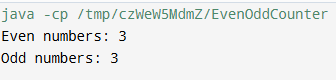 java -cp /tmp/czWeW5MdmZ/EvenOddCounter
Even numbers: 3
Odd numbers: 3